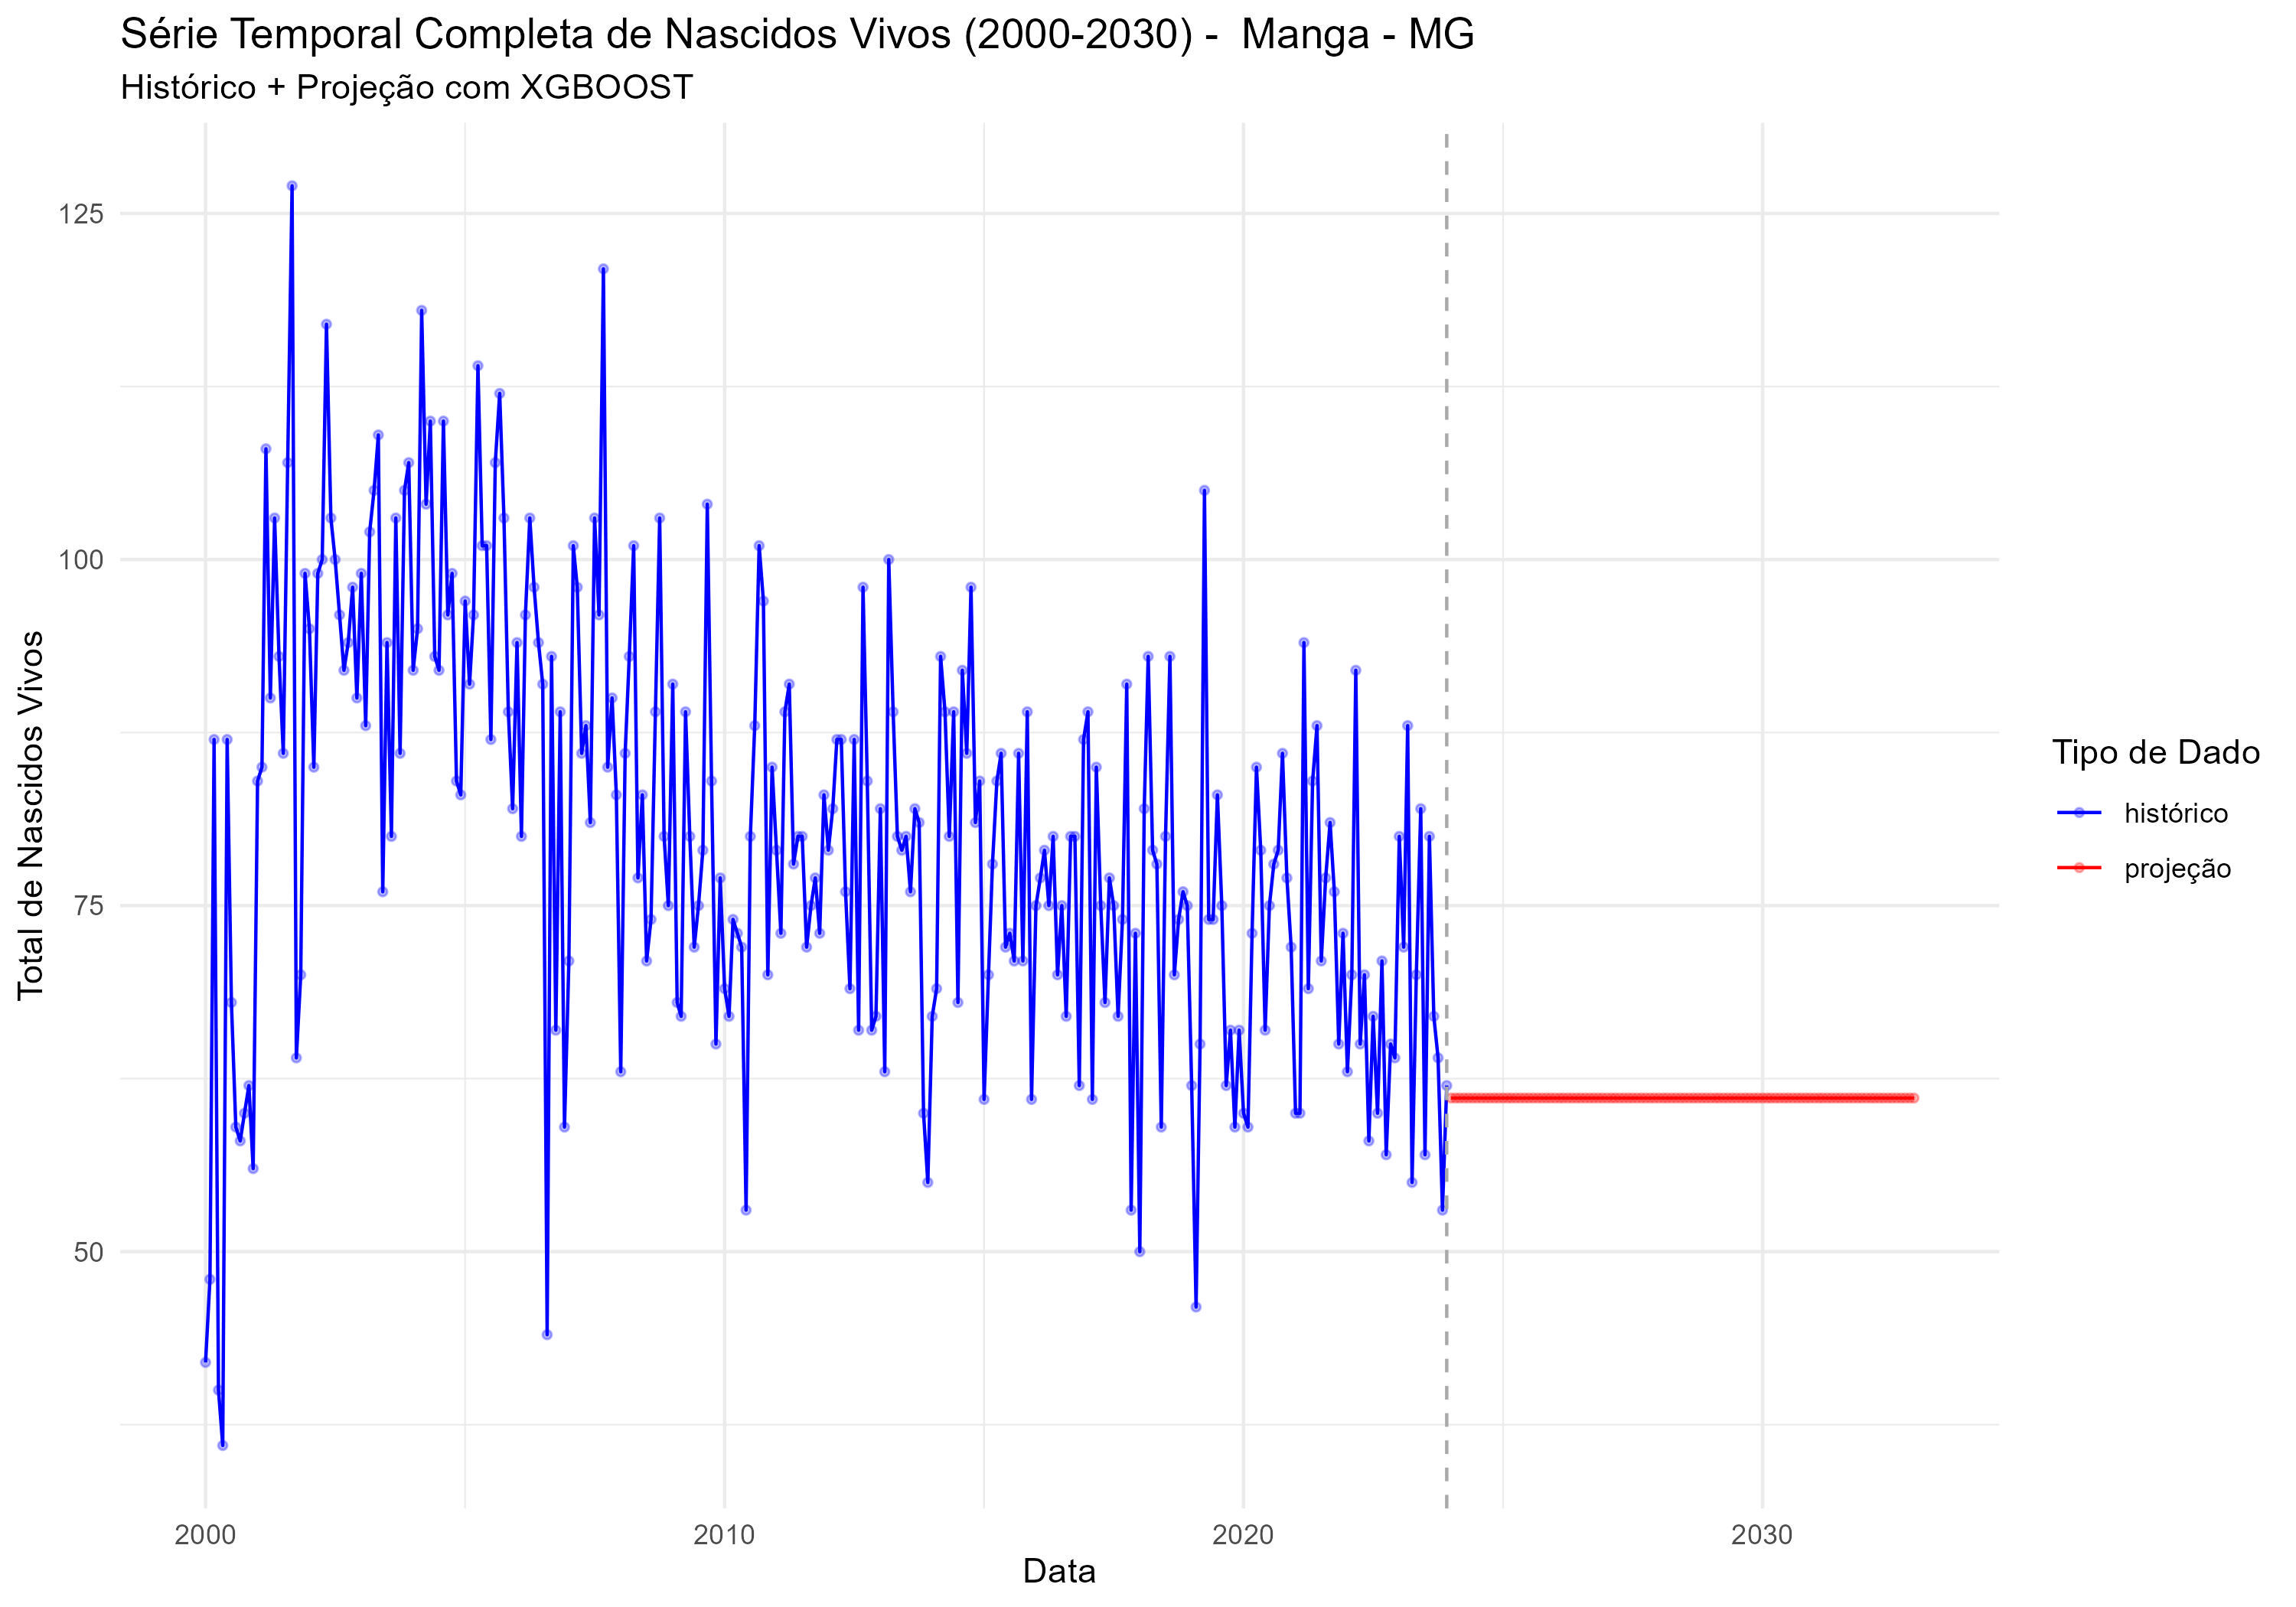 Série Temporal Completa de Nascidos Vivos (2000-2030) -  Manga - MG
Histórico + Projeção com XGBOOST
Total de Nascidos Vivos
125
100
75
50
2000
2010
2020
2030
Data
Tipo de Dado
histórico
projeção